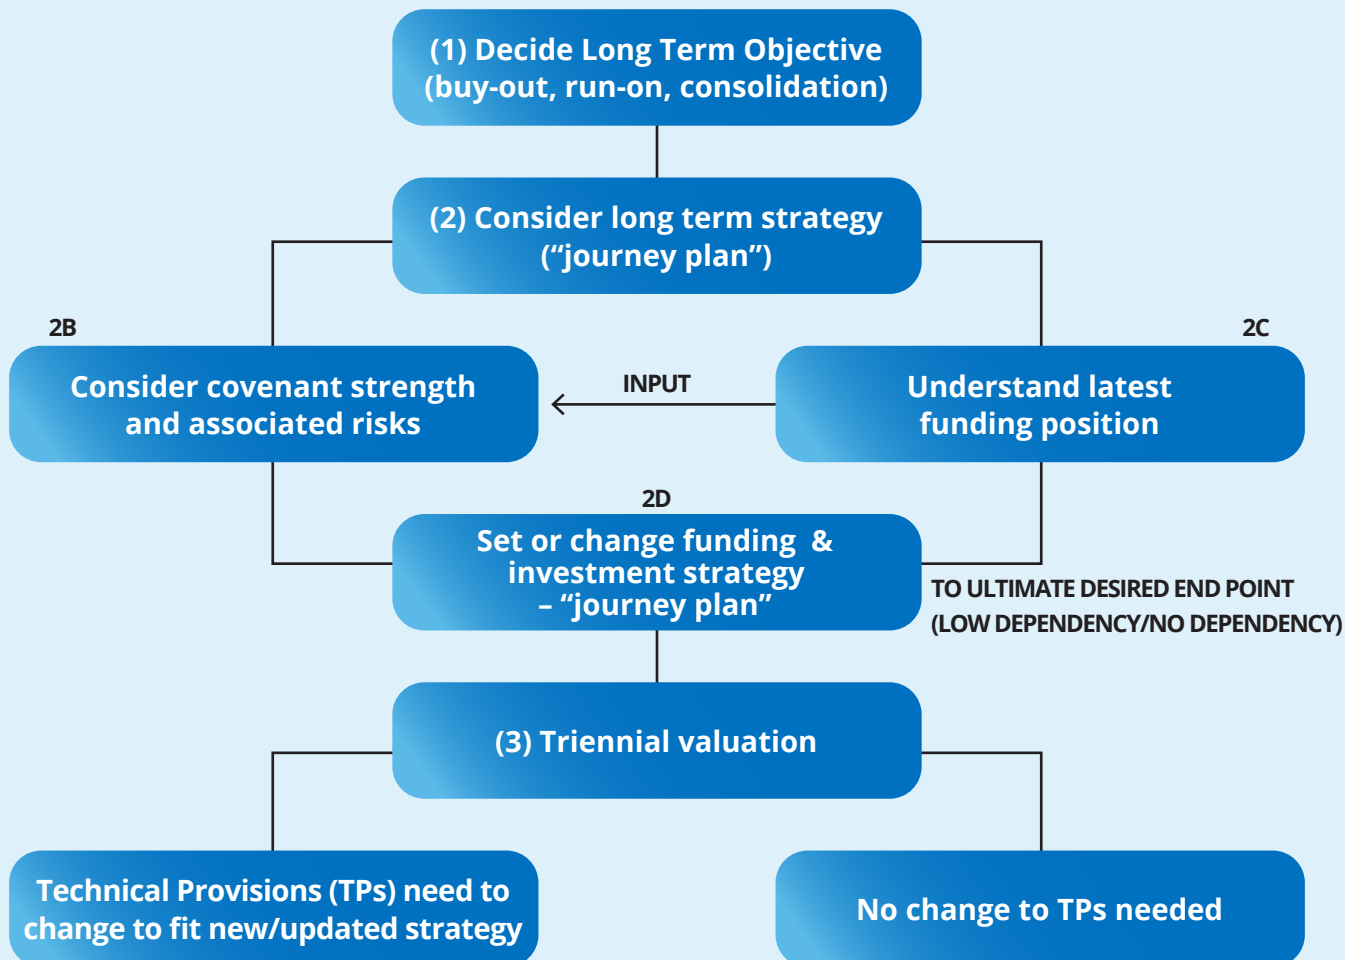 (1) Decide Long Term Objective
(buy-out, run-on, consolidation)
(2) Consider long term strategy
(“journey plan”)
2B
2C
Consider covenant strength
and associated risks
INPUT
Understand latest
funding position
2D
Set or change funding &
investment strategy
– “journey plan”
TO ULTIMATE DESIRED END POINT
(LOW DEPENDENCY/NO DEPENDENCY)
(3) Triennial valuation
Technical Provisions (TPs) need to
change to fit new/updated strategy
No change to TPs needed